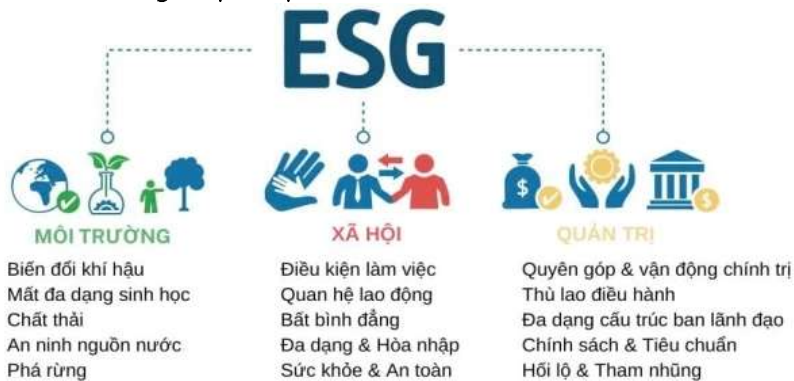 ESG
MÔI TRƯỜNG
Biến đổi khí hậu
Mất đa dạng sinh học
Chất thải
An ninh nguồn nước
Phá rừng
XÃ HỘI
Điều kiện làm việc
Quan hệ lao động
Bất bình đẳng
Đa dạng & Hòa nhập
Sức khỏe & An toàn
QUẢN TRỊ
Quyên góp & vận động chính trị
Thù lao điều hành
Đa dạng cấu trúc ban lãnh đạo
Chính sách & Tiêu chuẩn
Hối lộ & Tham nhũng